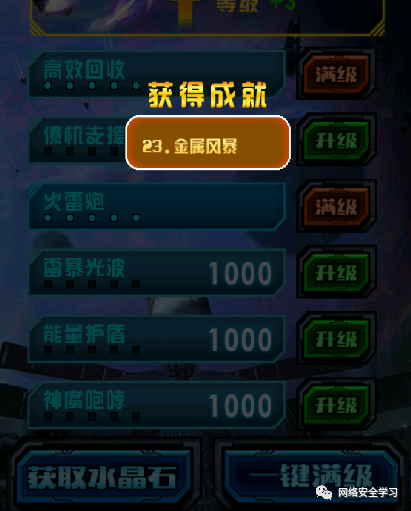 等级 +3
高效回收
满级
获得成就
23.金属风暴
僚机支援
升级
火雷炮
满级
雷暴光波 1000 升级
能量护盾 1000 升级
神魔咆哮 1000 升级
获取水晶石 一键满级
网络安全学习